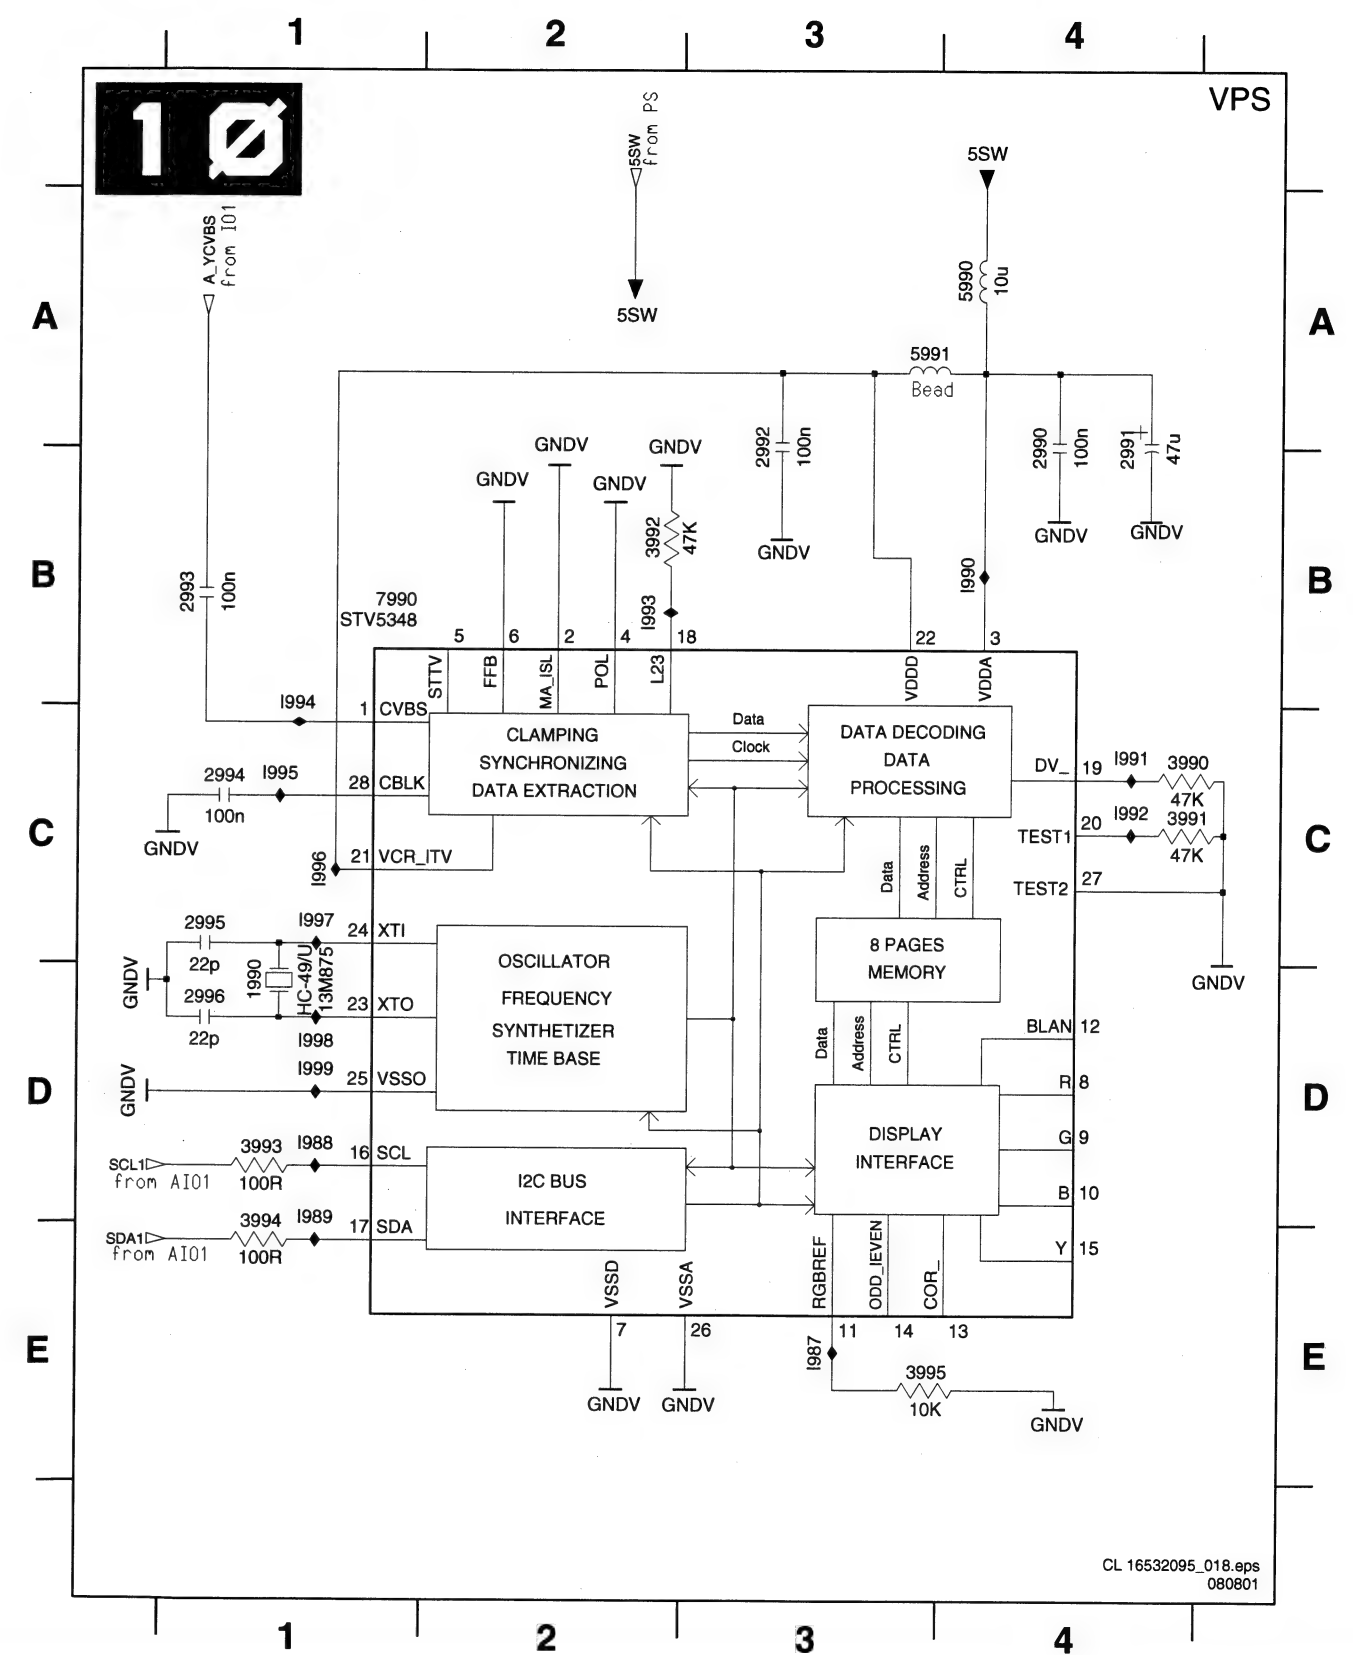 1 2 3 4
10
VPS
5SW
from PS
5SW
A_YCVBS
from IO1
5990
10u
A
A
5SW
5991
Bead
GNDV
GNDV
2992
100n
2990
100n
2991
47u
GNDV
GNDV
3992
47K
GNDV
GNDV
GNDV
B
B
2993
100n
I990
7990
STV5348
I993
5 6 2 4 18 22 3
STTV
FFB
MA_ISL
POL
L23
VDDD
VDDA
I994
1 CVBS
CLAMPING
SYNCHRONIZING
DATA EXTRACTION
Data
Clock
DATA DECODING
DATA
PROCESSING
2994 I995
100n
28 CBLK
DV_ 19 I991 3990
47K
C
C
GNDV
TEST1 20 I992 3991
47K
I996
21 VCR_ITV
Data
Address
CTRL
TEST2 27
2995 I997
22p
24 XTI
8 PAGES
MEMORY
GNDV
1990
HC-49/U
13M875
OSCILLATOR
FREQUENCY
SYNTHETIZER
TIME BASE
GNDV
2996
22p
I998
23 XTO
Data
Address
CTRL
BLAN 12
I999
GNDV
25 VSSO
D
D
R 8
G 9
B 10
Y 15
DISPLAY
INTERFACE
SCL1
from AIO1
3993 I988
100R
16 SCL
I2C BUS
INTERFACE
SDA1
from AIO1
3994 I989
100R
17 SDA
VSSD
VSSA
RGBREF
ODD_IEVEN
COR_
7 26 11 14 13
E
E
I987
3995
10K
GNDV GNDV
GNDV
CL 16532095_018.eps
080801
1 2 3 4